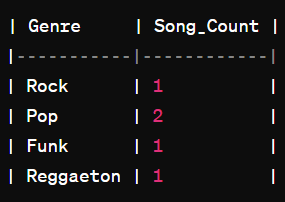 | Genre     | Song_Count |
|-----------|------------|
| Rock      | 1          |
| Pop       | 2          |
| Funk      | 1          |
| Reggaeton | 1          |